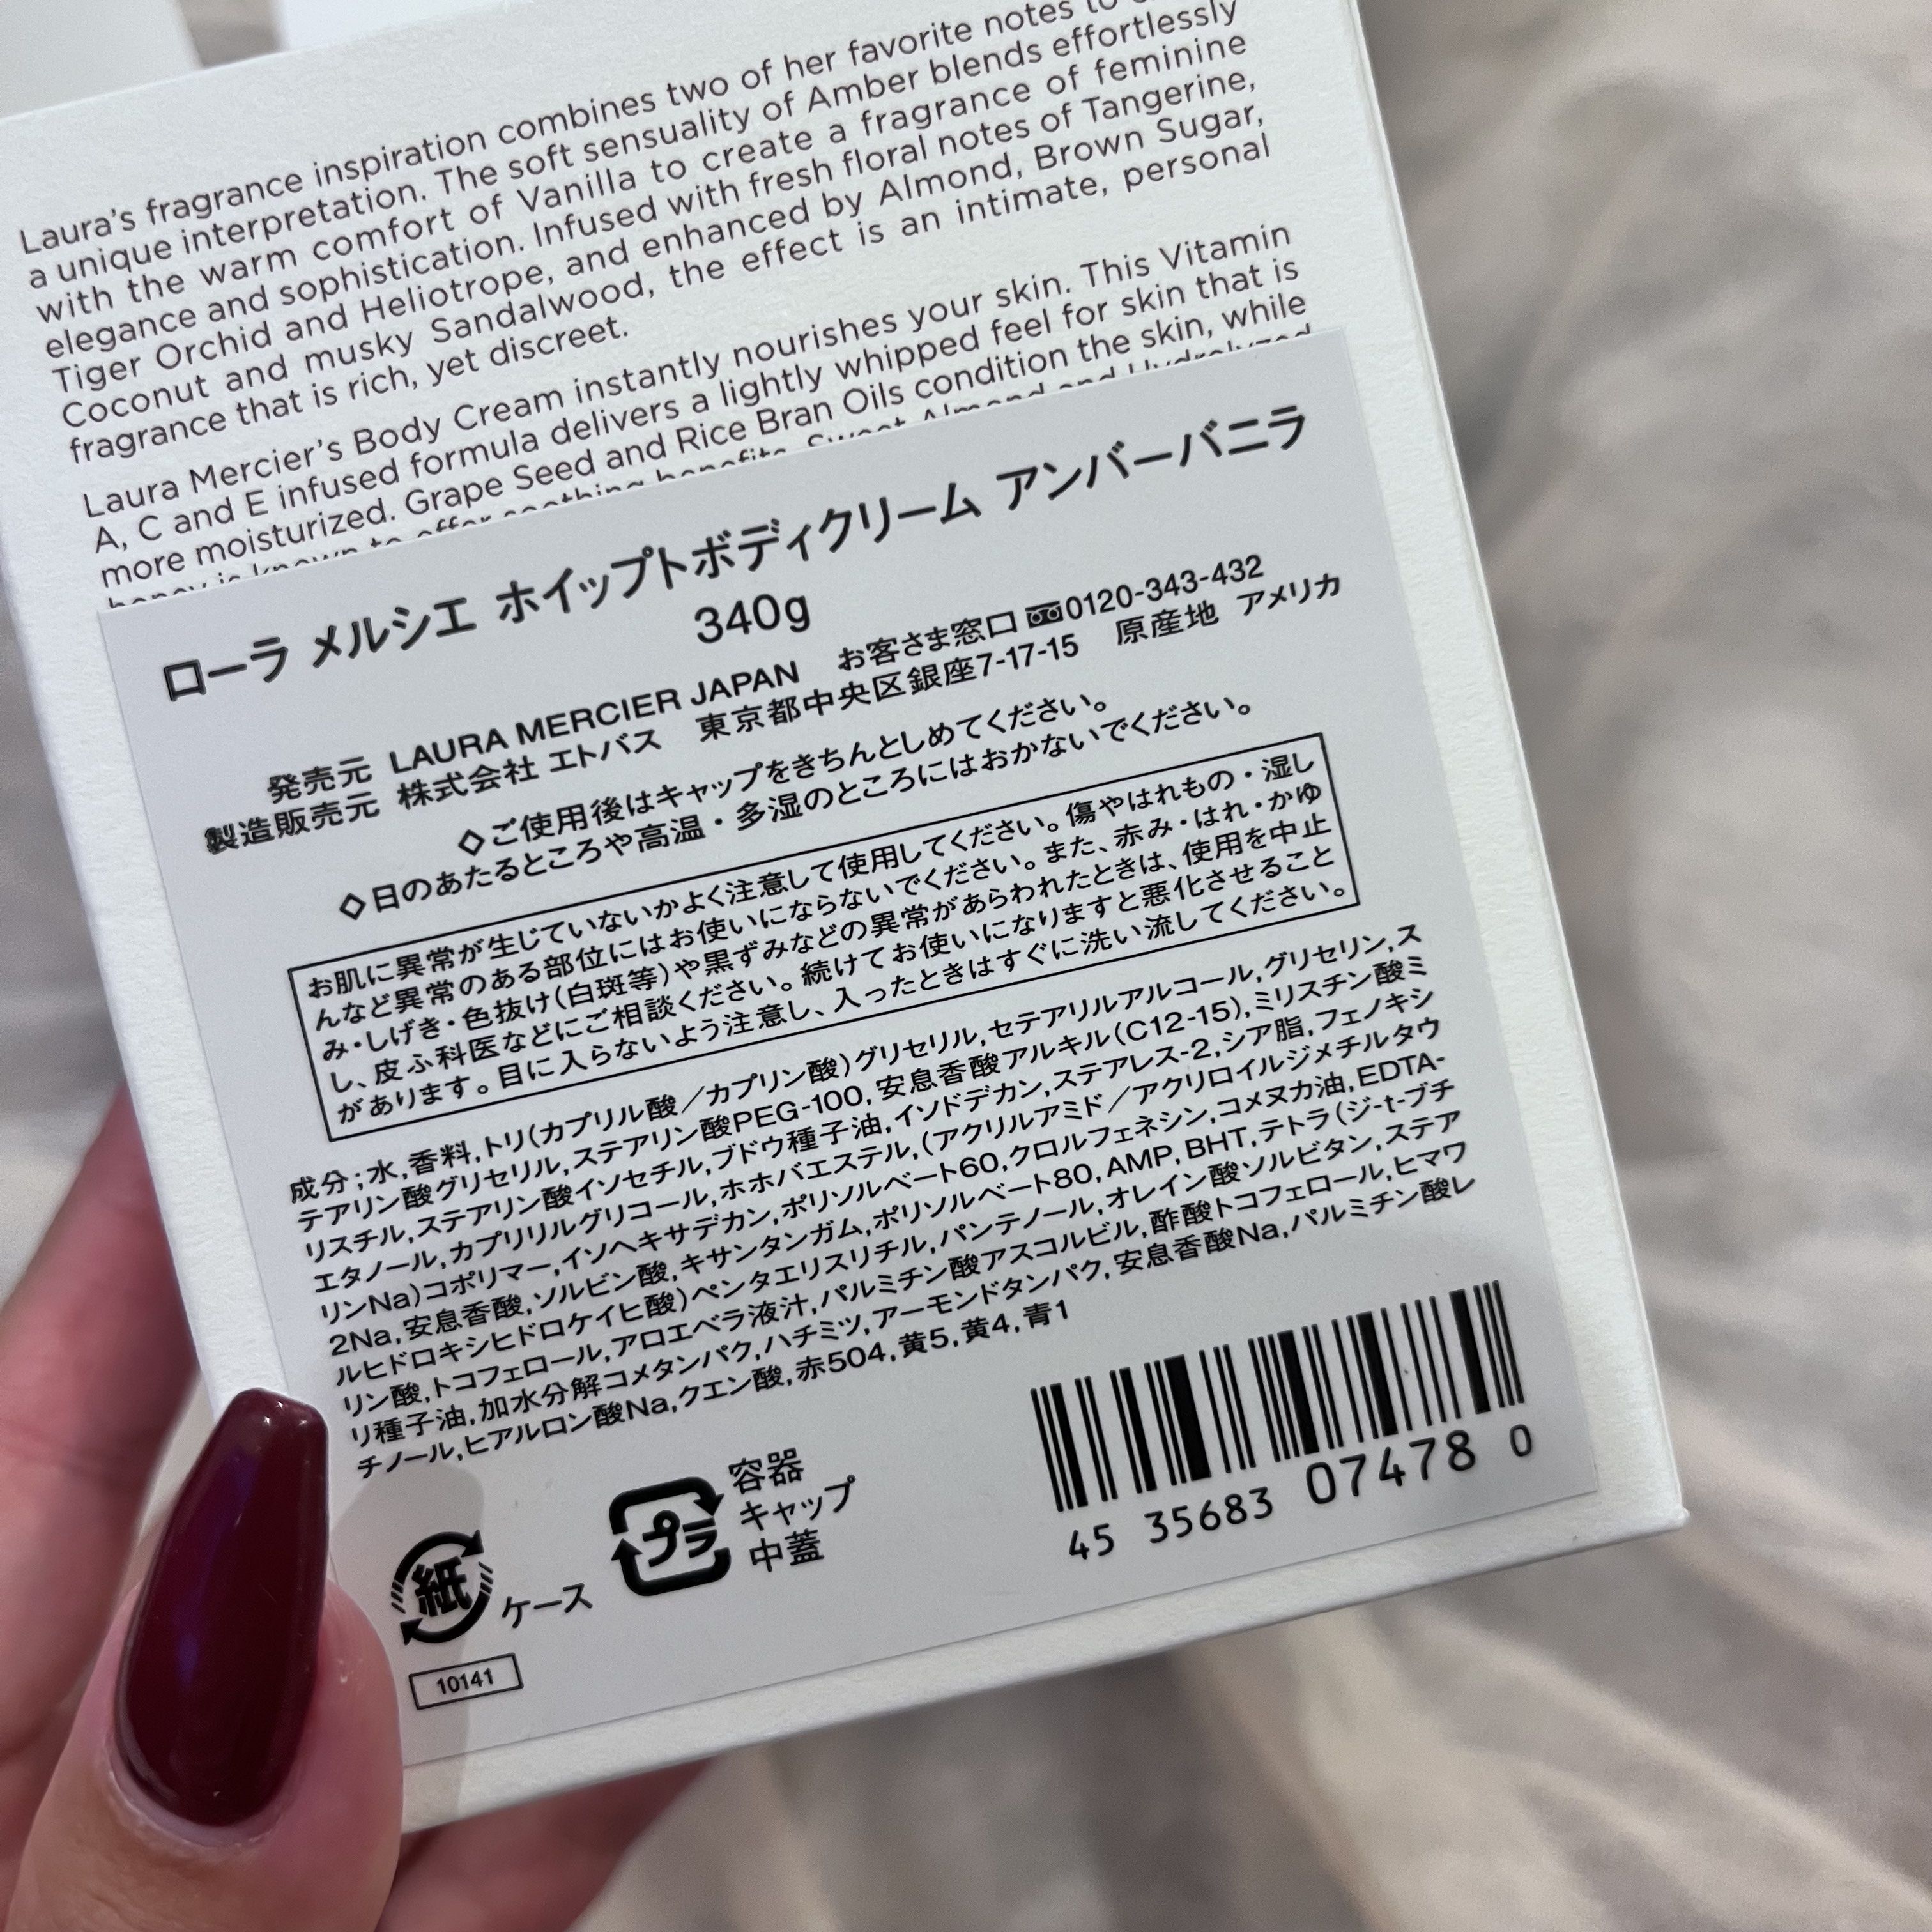 Laura's fragrance inspiration combines two of her favorite notes to
a unique interpretation. The soft sensuality of Amber blends effortlessly
with the warm comfort of Vanilla to create a fragrance of feminine
elegance and sophistication. Infused with fresh floral notes of Tangerine,
Tiger Orchid and Heliotrope, and enhanced by Almond, Brown Sugar,
Coconut and musky Sandalwood, the effect is an intimate, personal
fragrance that is rich, yet discreet.
Laura Mercier's Body Cream instantly nourishes your skin. This Vitamin
A, C and E infused formula delivers a lightly whipped feel for skin that is
more moisturized. Grape Seed and Rice Bran Oils condition the skin, while
honey is known to offer soothing benefits. Sweet Almond and Hydrolyzed
ローラ メルシエ ホイップトボディクリーム アンバーバニラ
340g
発売元 LAURA MERCIER JAPAN お客さま窓口 0120-343-432
製造販売元 株式会社 エトバス 東京都中央区銀座7-17-15 原産地 アメリカ
◇ご使用後はキャップをきちんとしめてください。
◇日のあたるところや高温・多湿のところにはおかないでください。
お肌に異常が生じていないかよく注意して使用してください。傷やはれもの・湿し
んなど異常のある部位にはお使いにならないでください。また、赤み・はれ・かゆ
み・しげき・色抜け(白斑等)や黒ずみなどの異常があらわれたときは、使用を中止
し、皮ふ科医などにご相談ください。続けてお使いになりますと悪化させること
があります。目に入らないよう注意し、入ったときはすぐに洗い流してください。
成分;水,香料,トリ(カプリル酸/カプリン酸)グリセリル,セテアリルアルコール,グリセリン,ス
テアリン酸グリセリル,ステアリン酸PEG-100,安息香酸アルキル(C12-15),ミリスチン酸ミ
リスチル,ステアリン酸イソセチル,ブドウ種子油,イソドデカン,ステアレス-2,シア脂,フェノキシ
エタノール,カプリリルグリコール,ホホバエステル,(アクリルアミド/アクリロイルジメチルタウ
リンNa)コポリマー,イソヘキサデカン,ポリソルベート60,クロルフェネシン,コメヌカ油,EDTA-
2Na,安息香酸,ソルビン酸,キサンタンガム,ポリソルベート80,AMP,BHT,テトラ(ジ-t-ブチ
ルヒドロキシヒドロケイヒ酸)ペンタエリスリチル,パンテノール,オレイン酸ソルビタン,ステア
リン酸,トコフェロール,アロエベラ液汁,パルミチン酸アスコルビル,酢酸トコフェロール,ヒマワ
リ種子油,加水分解コメタンパク,ハチミツ,アーモンドタンパク,安息香酸Na,パルミチン酸レ
チノール,ヒアルロン酸Na,クエン酸,赤504,黄5,黄4,青1
紙 ケース
プラ 容器
キャップ
中蓋
45 35683 07478 0
10141